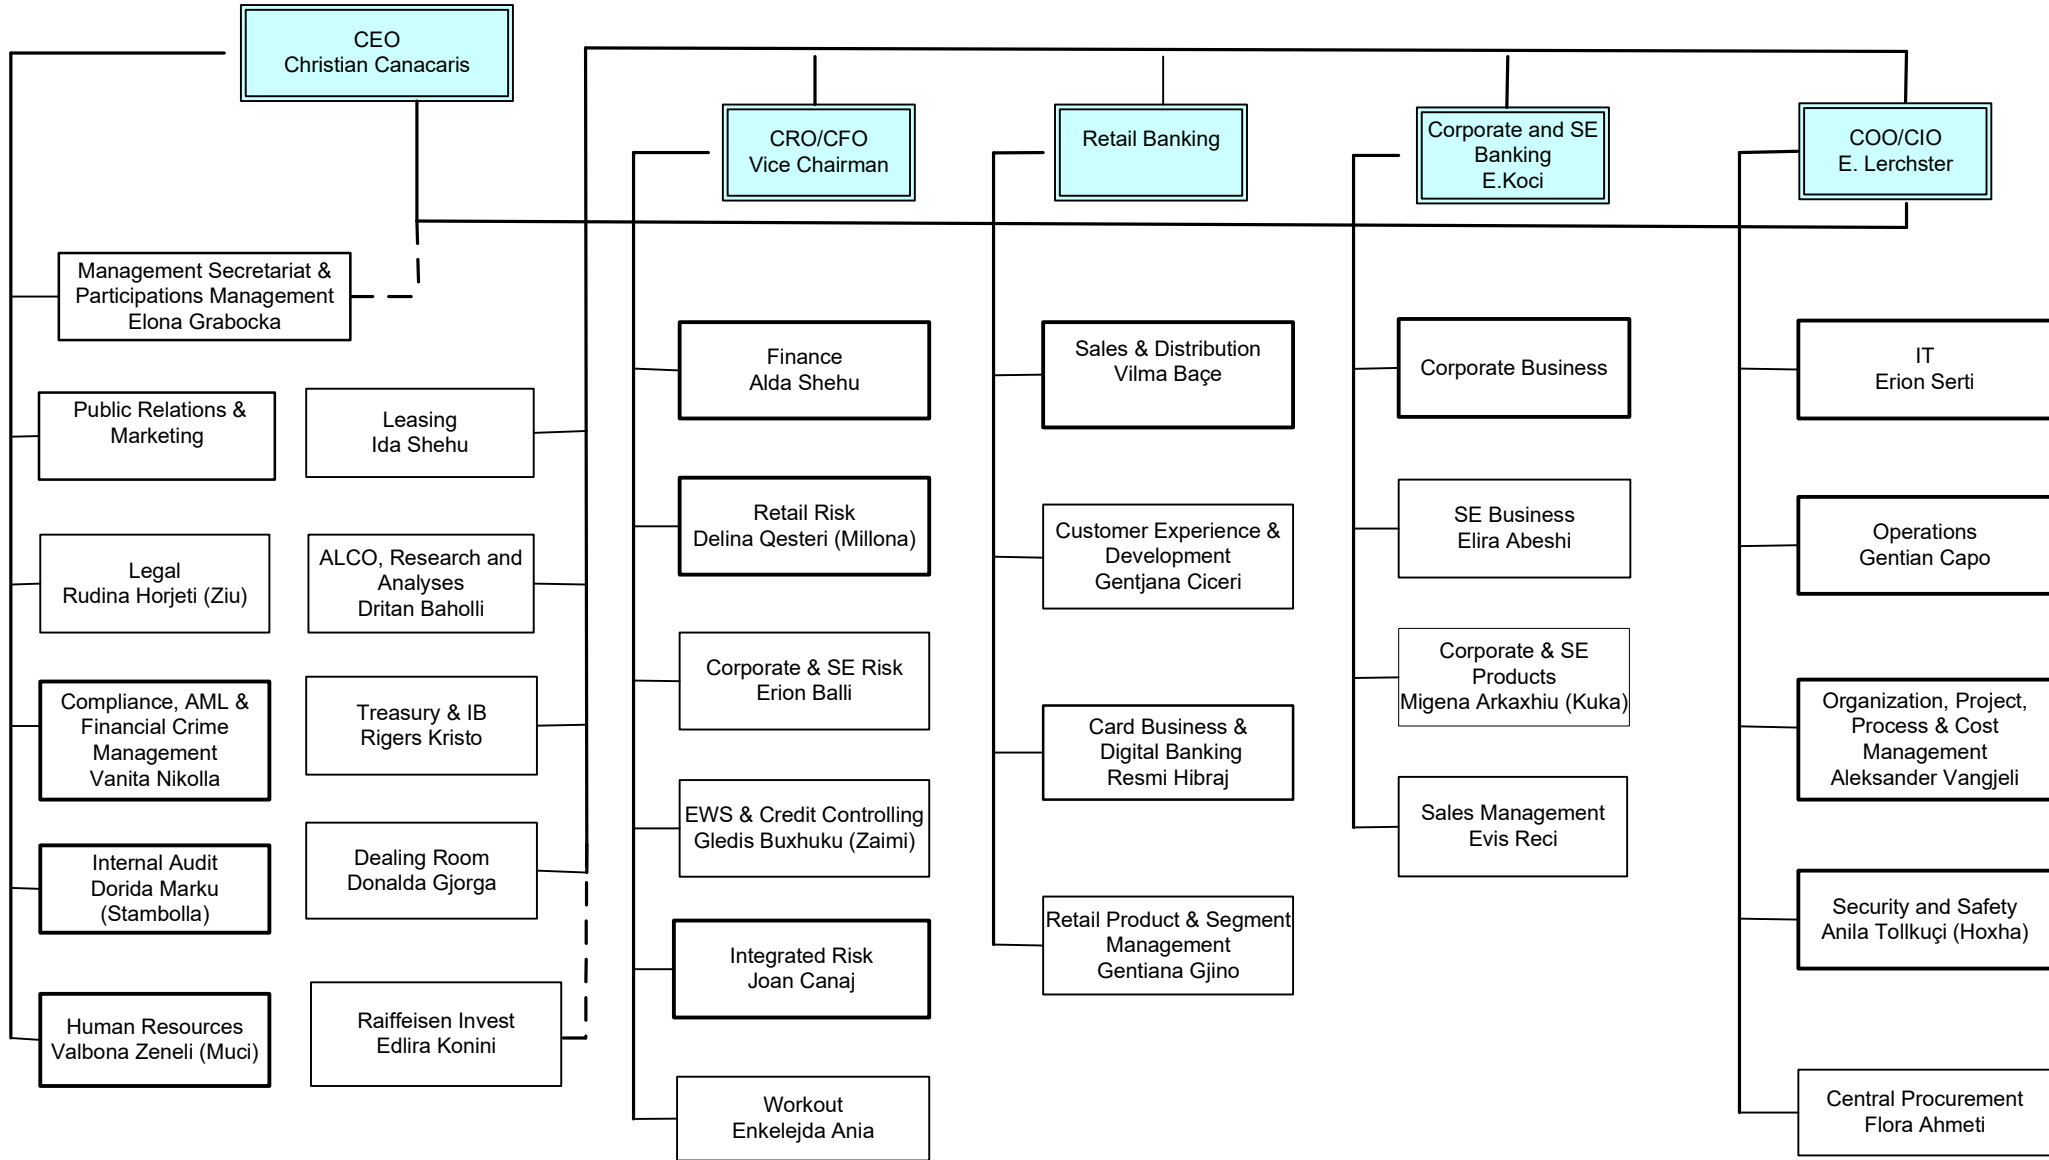 CEO
Christian Canacaris
CRO/CFO
Vice Chairman
Retail Banking
Corporate and SE
Banking
E.Koci
COO/CIO
E. Lerchster
Management Secretariat &
Participations Management
Elona Grabocka
Public Relations &
Marketing
Legal
Rudina Horjeti (Ziu)
Compliance, AML &
Financial Crime
Management
Vanita Nikolla
Internal Audit
Dorida Marku
(Stambolla)
Human Resources
Valbona Zeneli (Muci)
Leasing
Ida Shehu
ALCO, Research and
Analyses
Dritan Baholli
Treasury & IB
Rigers Kristo
Dealing Room
Donalda Gjorga
Raiffeisen Invest
Edlira Konini
Finance
Alda Shehu
Retail Risk
Delina Qesteri (Millona)
Corporate & SE Risk
Erion Balli
EWS & Credit Controlling
Gledis Buxhuku (Zaimi)
Integrated Risk
Joan Canaj
Workout
Enkelejda Ania
Sales & Distribution
Vilma Baçe
Customer Experience &
Development
Gentjana Ciceri
Card Business &
Digital Banking
Resmi Hibraj
Retail Product & Segment
Management
Gentiana Gjino
Corporate Business
SE Business
Elira Abeshi
Corporate & SE
Products
Migena Arkaxhiu (Kuka)
Sales Management
Evis Reci
IT
Erion Serti
Operations
Gentian Capo
Organization, Project,
Process & Cost
Management
Aleksander Vangjeli
Security and Safety
Anila Tollkuçi (Hoxha)
Central Procurement
Flora Ahmeti